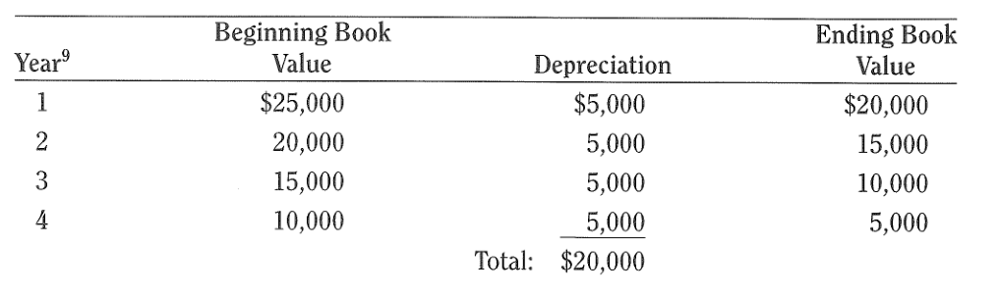 Beginning Book Ending Book
Year⁹ Value Depreciation Value
1 $25,000 $5,000 $20,000
2 20,000 5,000 15,000
3 15,000 5,000 10,000
4 10,000 5,000 5,000
Total: $20,000